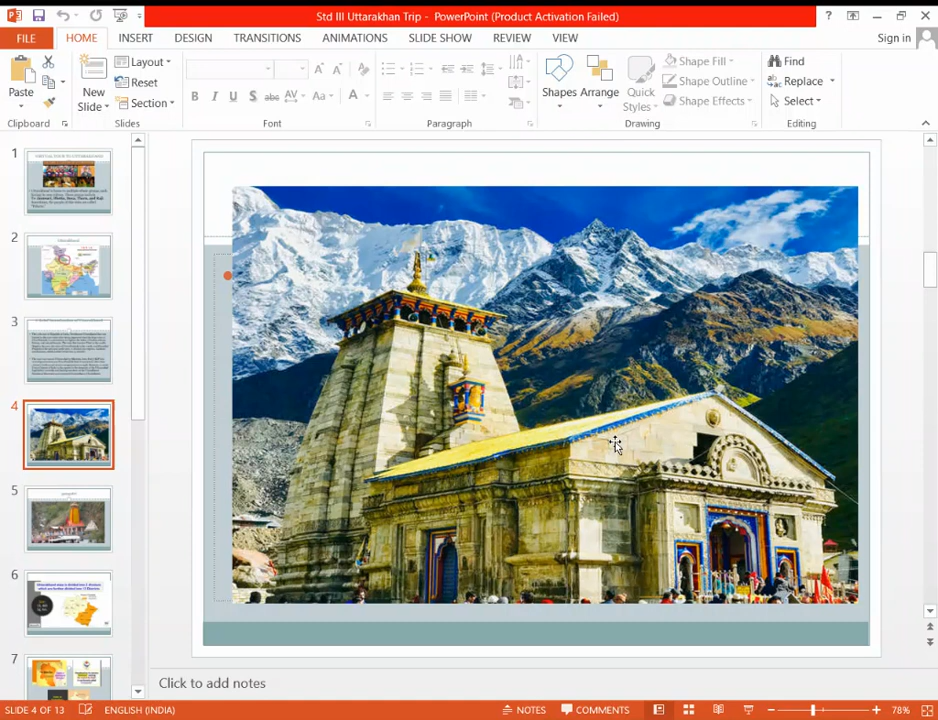 Std III Uttarakhan Trip - PowerPoint (Product Activation Failed)
FILE HOME INSERT DESIGN TRANSITIONS ANIMATIONS SLIDE SHOW REVIEW VIEW Sign in
Paste
Clipboard
New
Slide
Layout
Reset
Section
Slides
B I U S abc AV Aa A
Font
Paragraph
Shapes
Arrange
Quick
Styles
Shape Fill
Shape Outline
Shape Effects
Drawing
Find
Replace
Select
Editing
1
2
3
4
5
6
7
Click to add notes
SLIDE 4 OF 13 ENGLISH (INDIA) NOTES COMMENTS 78%